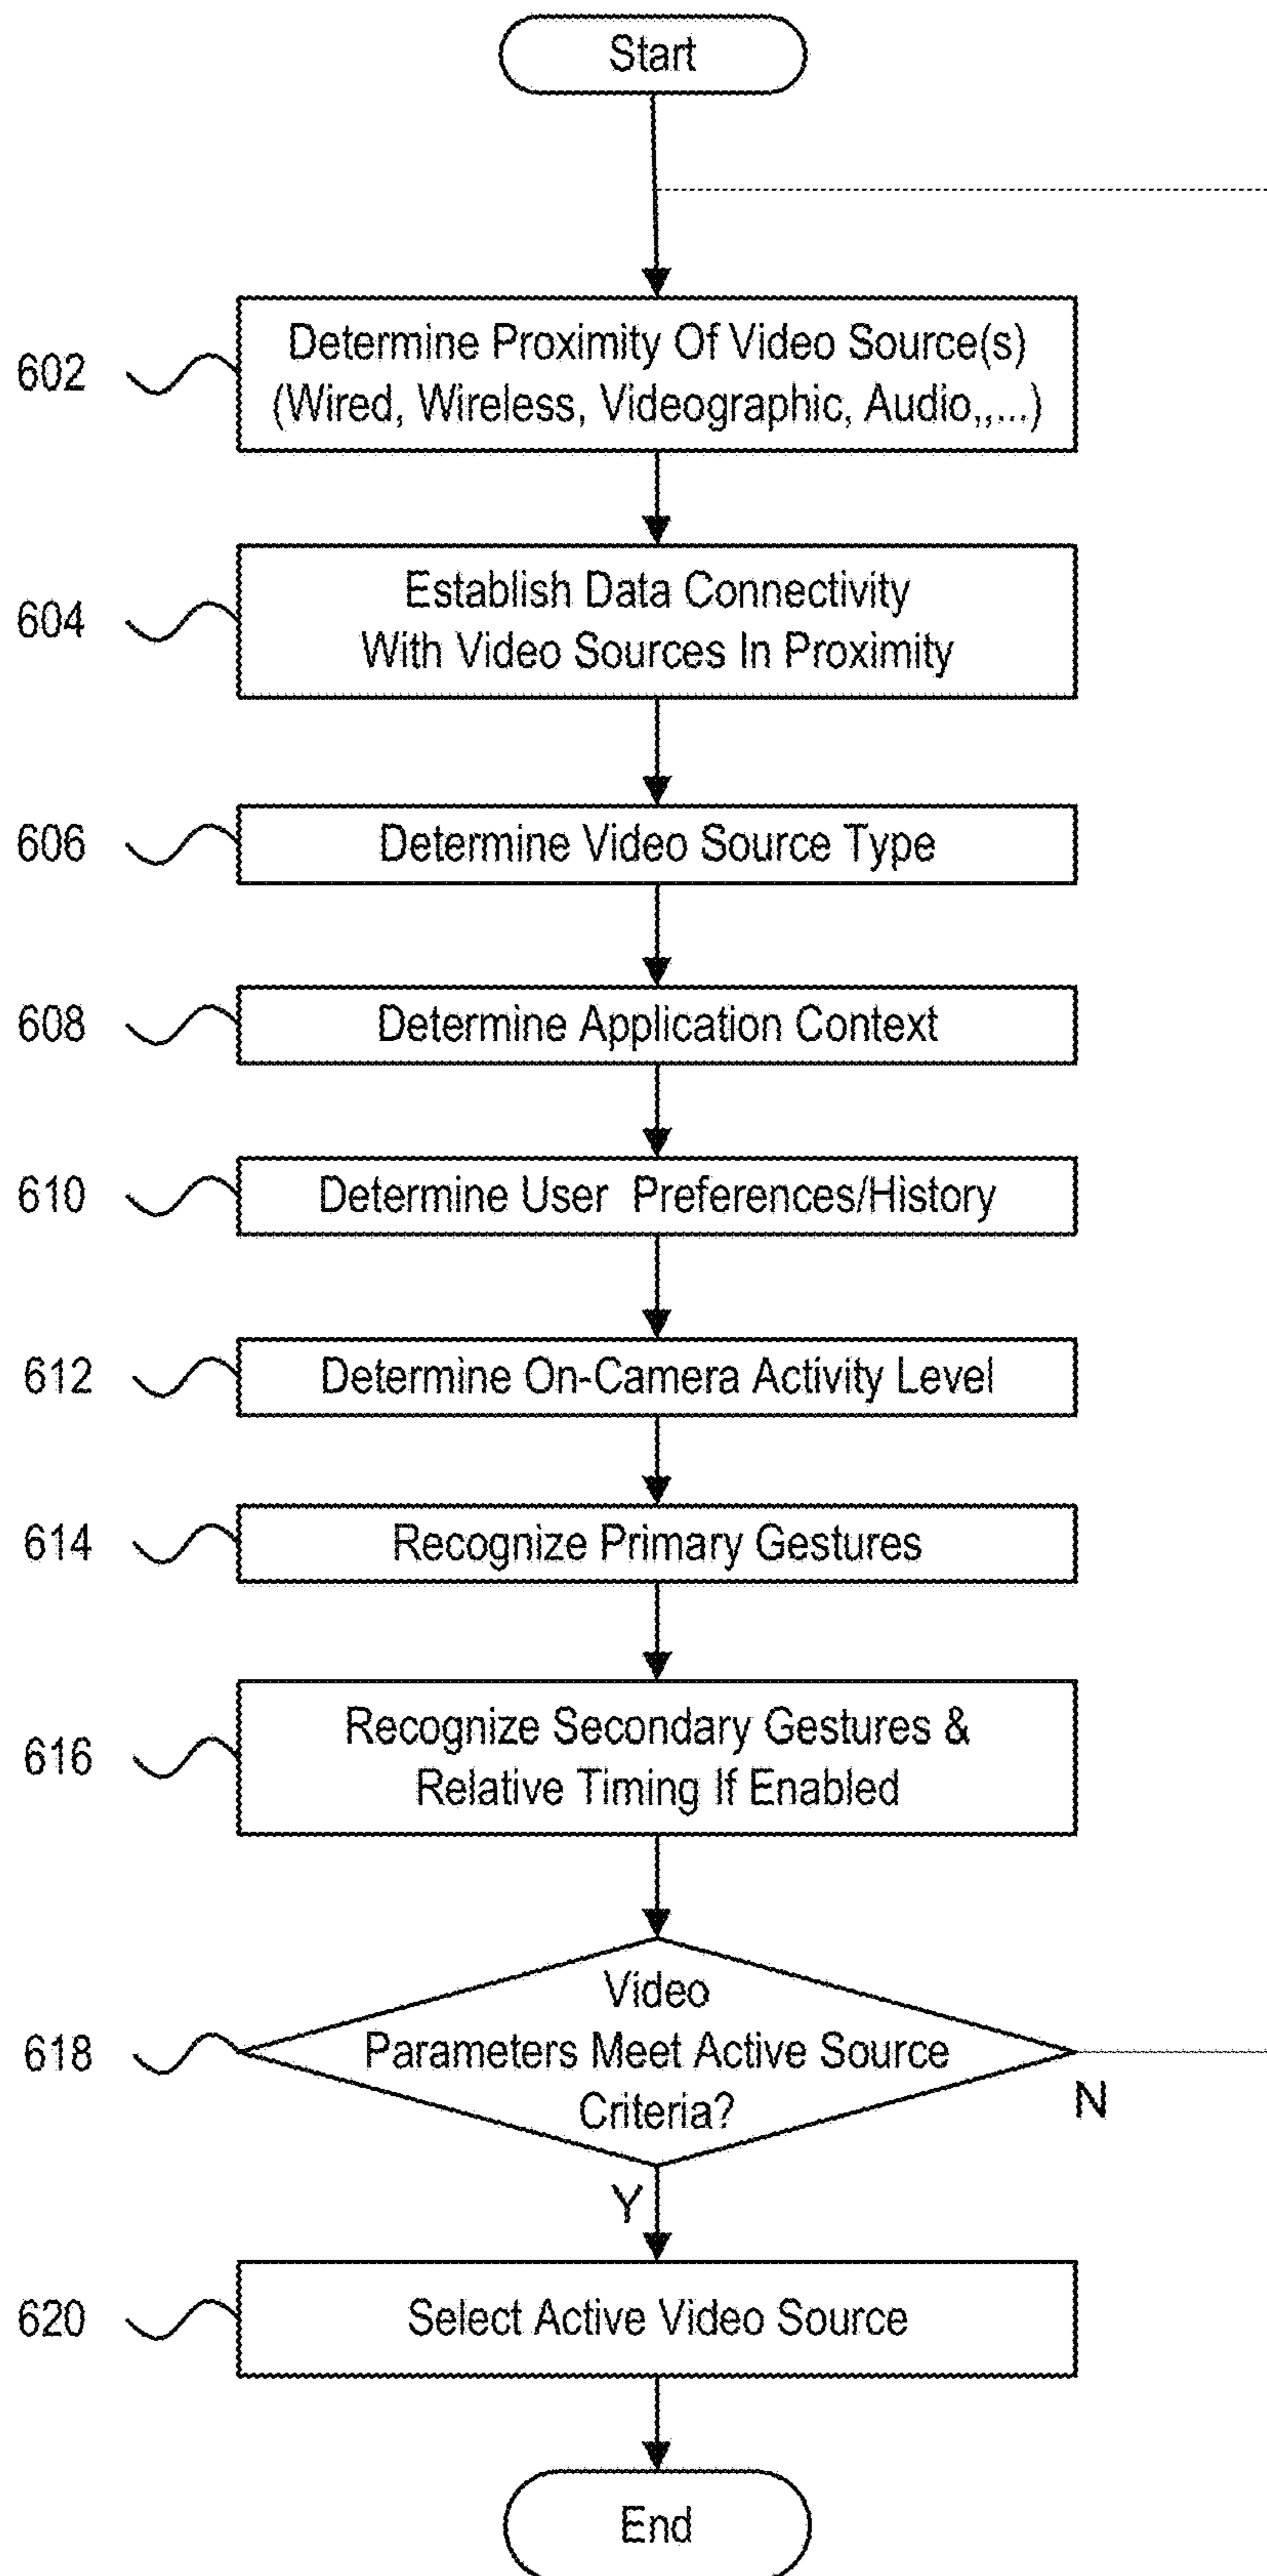 Start
602
Determine Proximity Of Video Source(s)
(Wired, Wireless, Videographic, Audio,,...)
604
Establish Data Connectivity
With Video Sources In Proximity
606
Determine Video Source Type
608
Determine Application Context
610
Determine User Preferences/History
612
Determine On-Camera Activity Level
614
Recognize Primary Gestures
616
Recognize Secondary Gestures &
Relative Timing If Enabled
618
Video
Parameters Meet Active Source
Criteria?
N
Y
620
Select Active Video Source
End